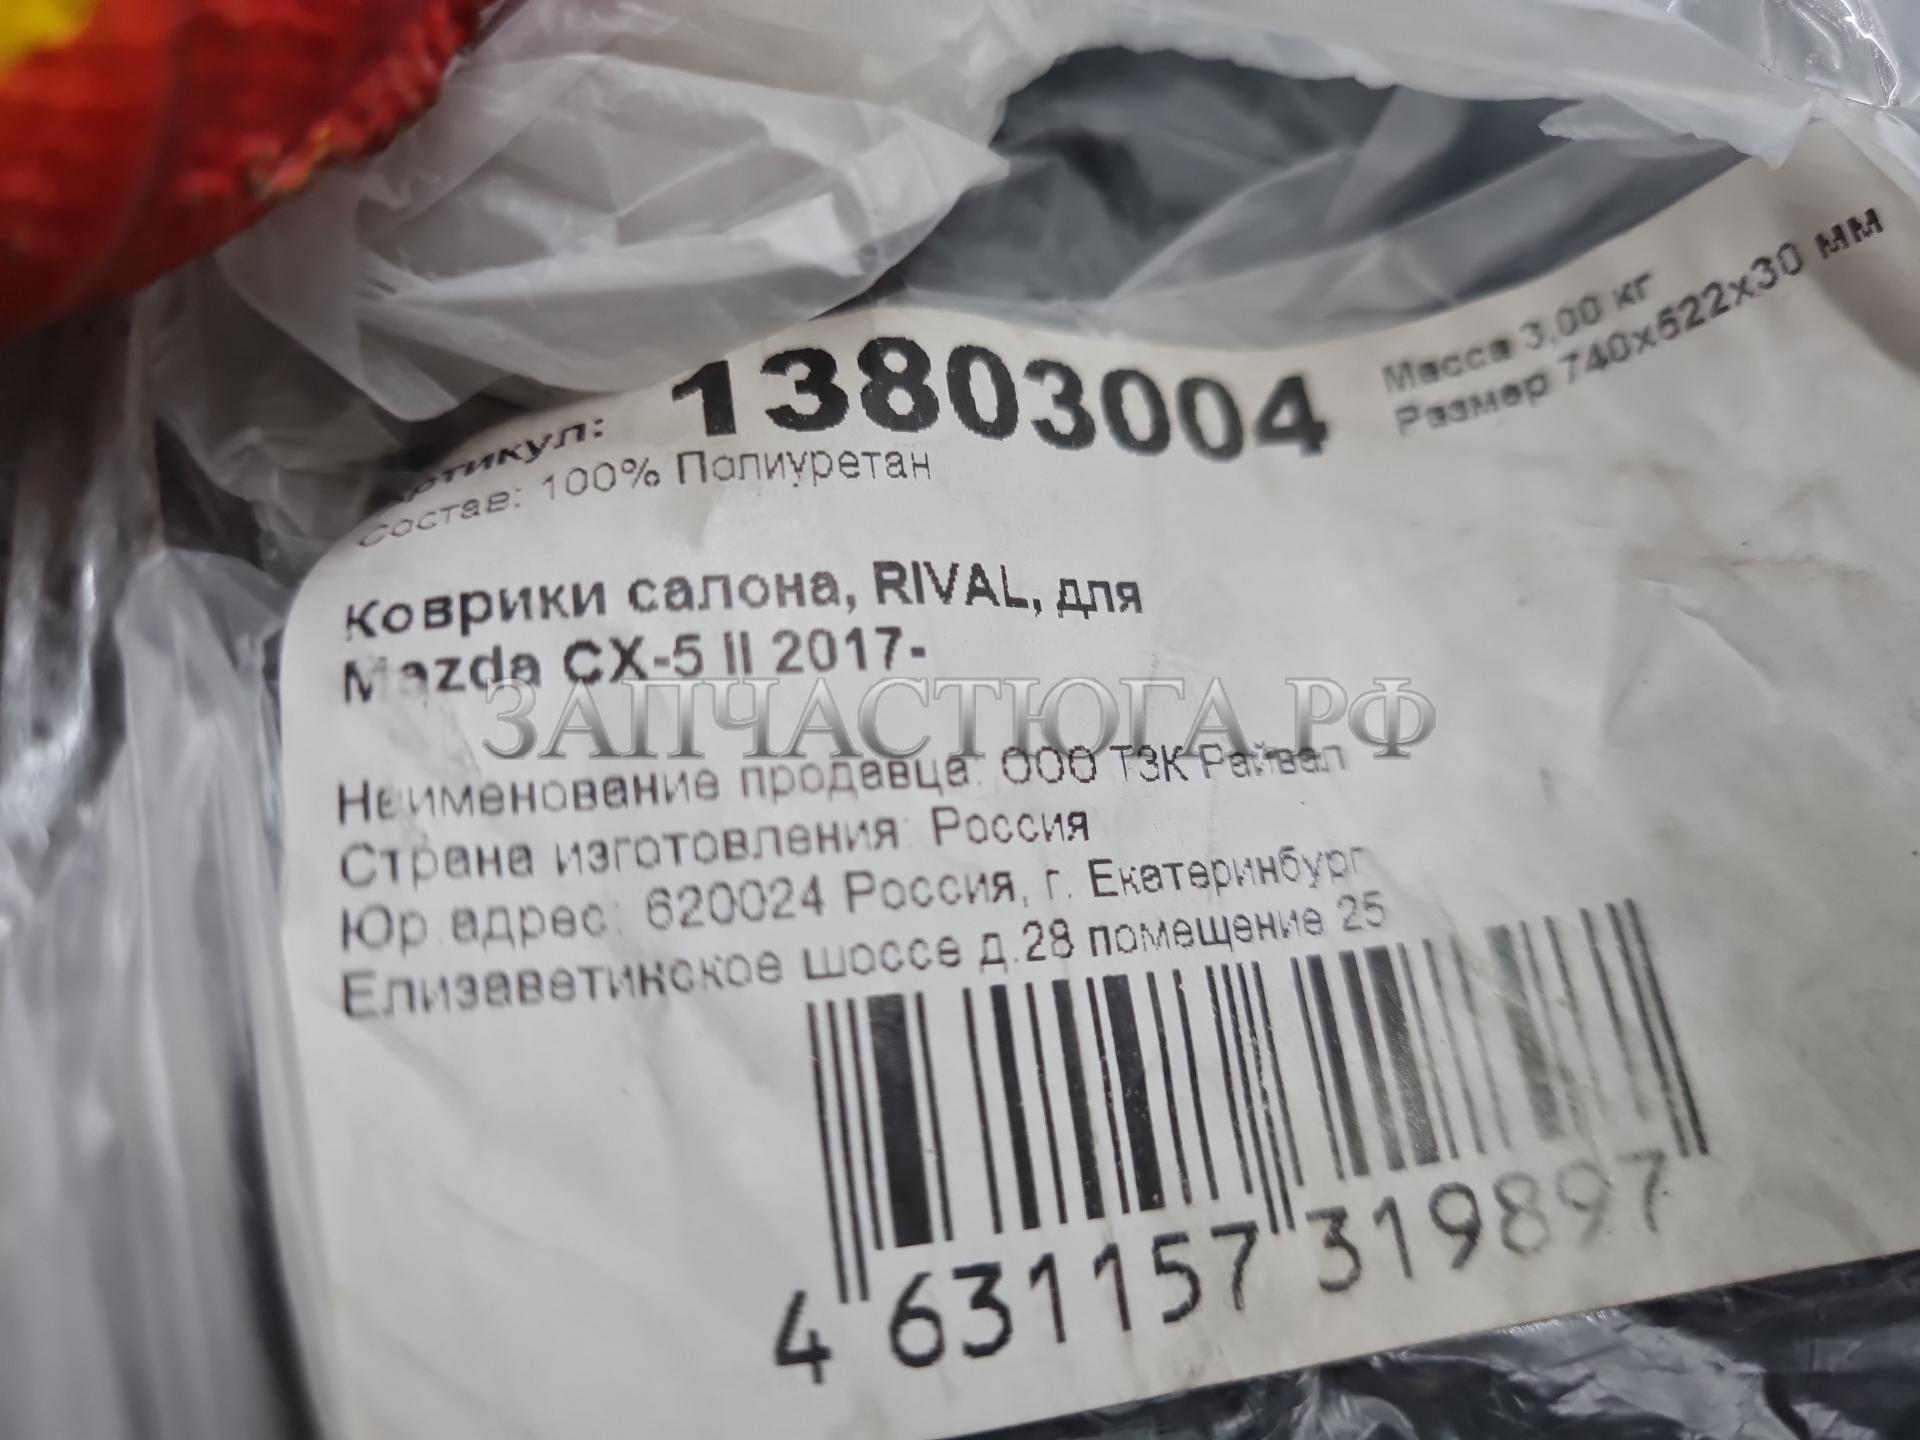 Артикул: 13803004
Состав: 100% Полиуретан
Масса 3,00 кг
Размер 740x622x30 мм
Коврики салона, RIVAL, для
Mazda CX-5 II 2017-
ЗАПЧАСТЮГА.РФ
Неименование продавца: ООО ТЗК Райвал
Страна изготовления: Россия
Юр.адрес: 620024 Россия, г. Екатеринбург
Елизаветинское шоссе д.28 помещение 25
4 631157 319897